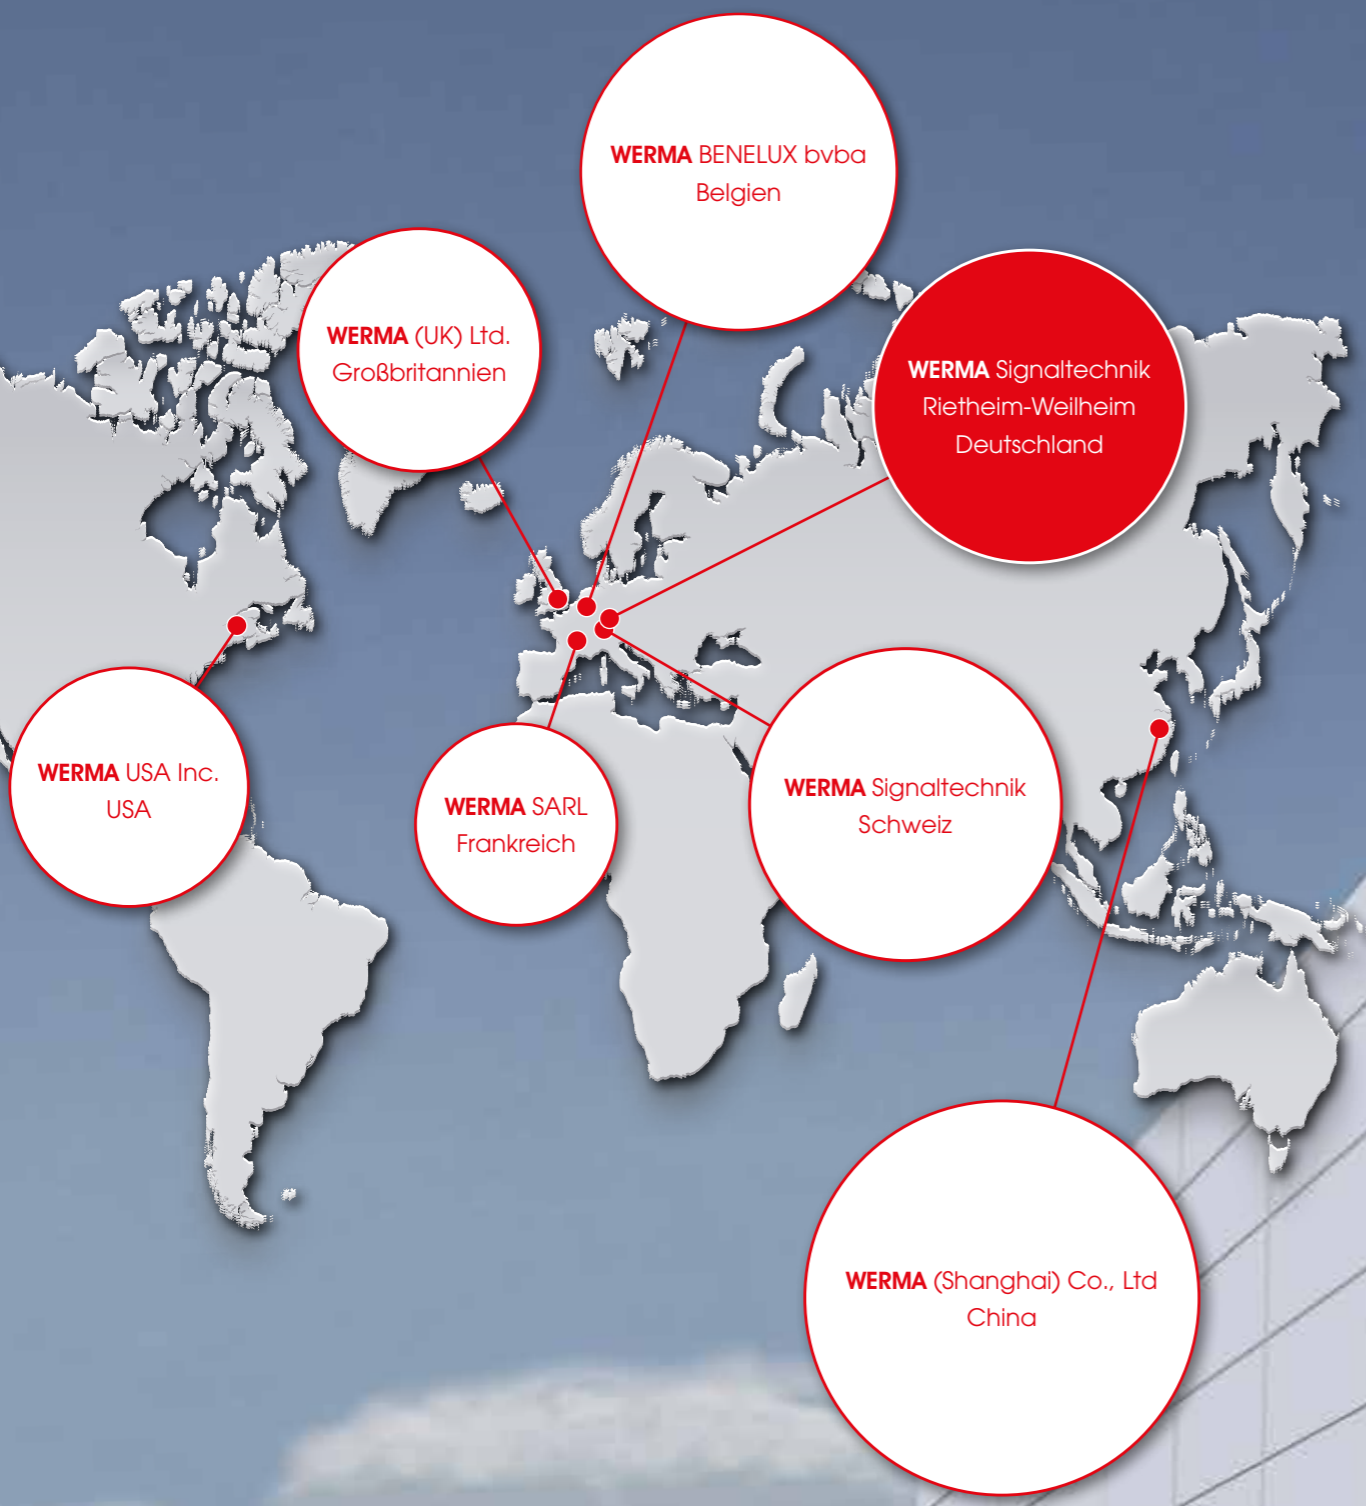 WERMA BENELUX bvba
Belgien
WERMA (UK) Ltd.
Großbritannien
WERMA Signaltechnik
Rietheim-Weilheim
Deutschland
WERMA USA Inc.
USA
WERMA SARL
Frankreich
WERMA Signaltechnik
Schweiz
WERMA (Shanghai) Co., Ltd
China